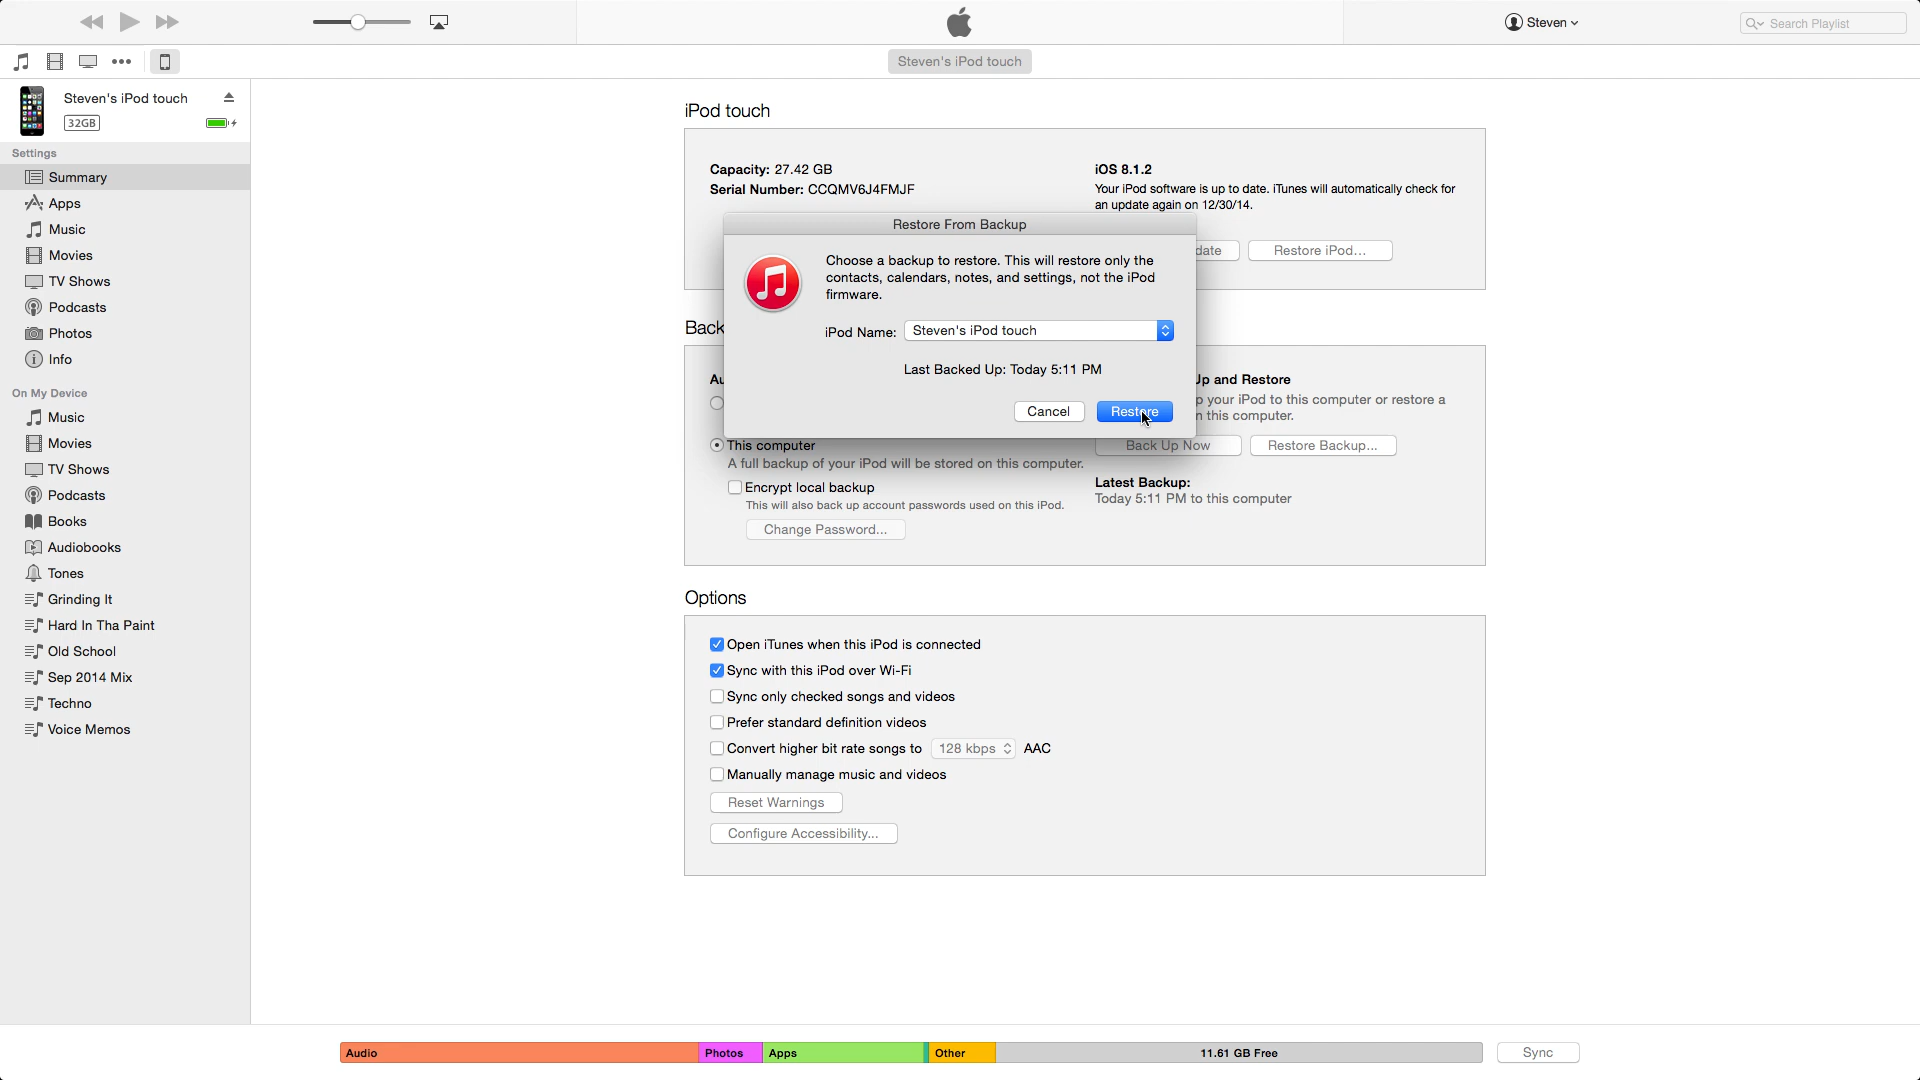 Steven
Search Playlist
Steven's iPod touch
Steven's iPod touch
32GB
Settings
Summary
Apps
Music
Movies
TV Shows
Podcasts
Photos
Info
On My Device
Music
Movies
TV Shows
Podcasts
Books
Audiobooks
Tones
Grinding It
Hard In Tha Paint
Old School
Sep 2014 Mix
Techno
Voice Memos
iPod touch
Capacity: 27.42 GB
Serial Number: CCQMV6J4FMJF
iOS 8.1.2
Your iPod software is up to date. iTunes will automatically check for
an update again on 12/30/14.
date
Restore iPod...
Restore From Backup
Choose a backup to restore. This will restore only the
contacts, calendars, notes, and settings, not the iPod
firmware.
iPod Name: Steven's iPod touch
Last Backed Up: Today 5:11 PM
Cancel
Restore
Back
Au
Up and Restore
p your iPod to this computer or restore a
n this computer.
This computer
A full backup of your iPod will be stored on this computer.
Encrypt local backup
This will also back up account passwords used on this iPod.
Change Password...
Back Up Now
Restore Backup...
Latest Backup:
Today 5:11 PM to this computer
Options
Open iTunes when this iPod is connected
Sync with this iPod over Wi-Fi
Sync only checked songs and videos
Prefer standard definition videos
Convert higher bit rate songs to 128 kbps AAC
Manually manage music and videos
Reset Warnings
Configure Accessibility...
Audio
Photos
Apps
Other
11.61 GB Free
Sync